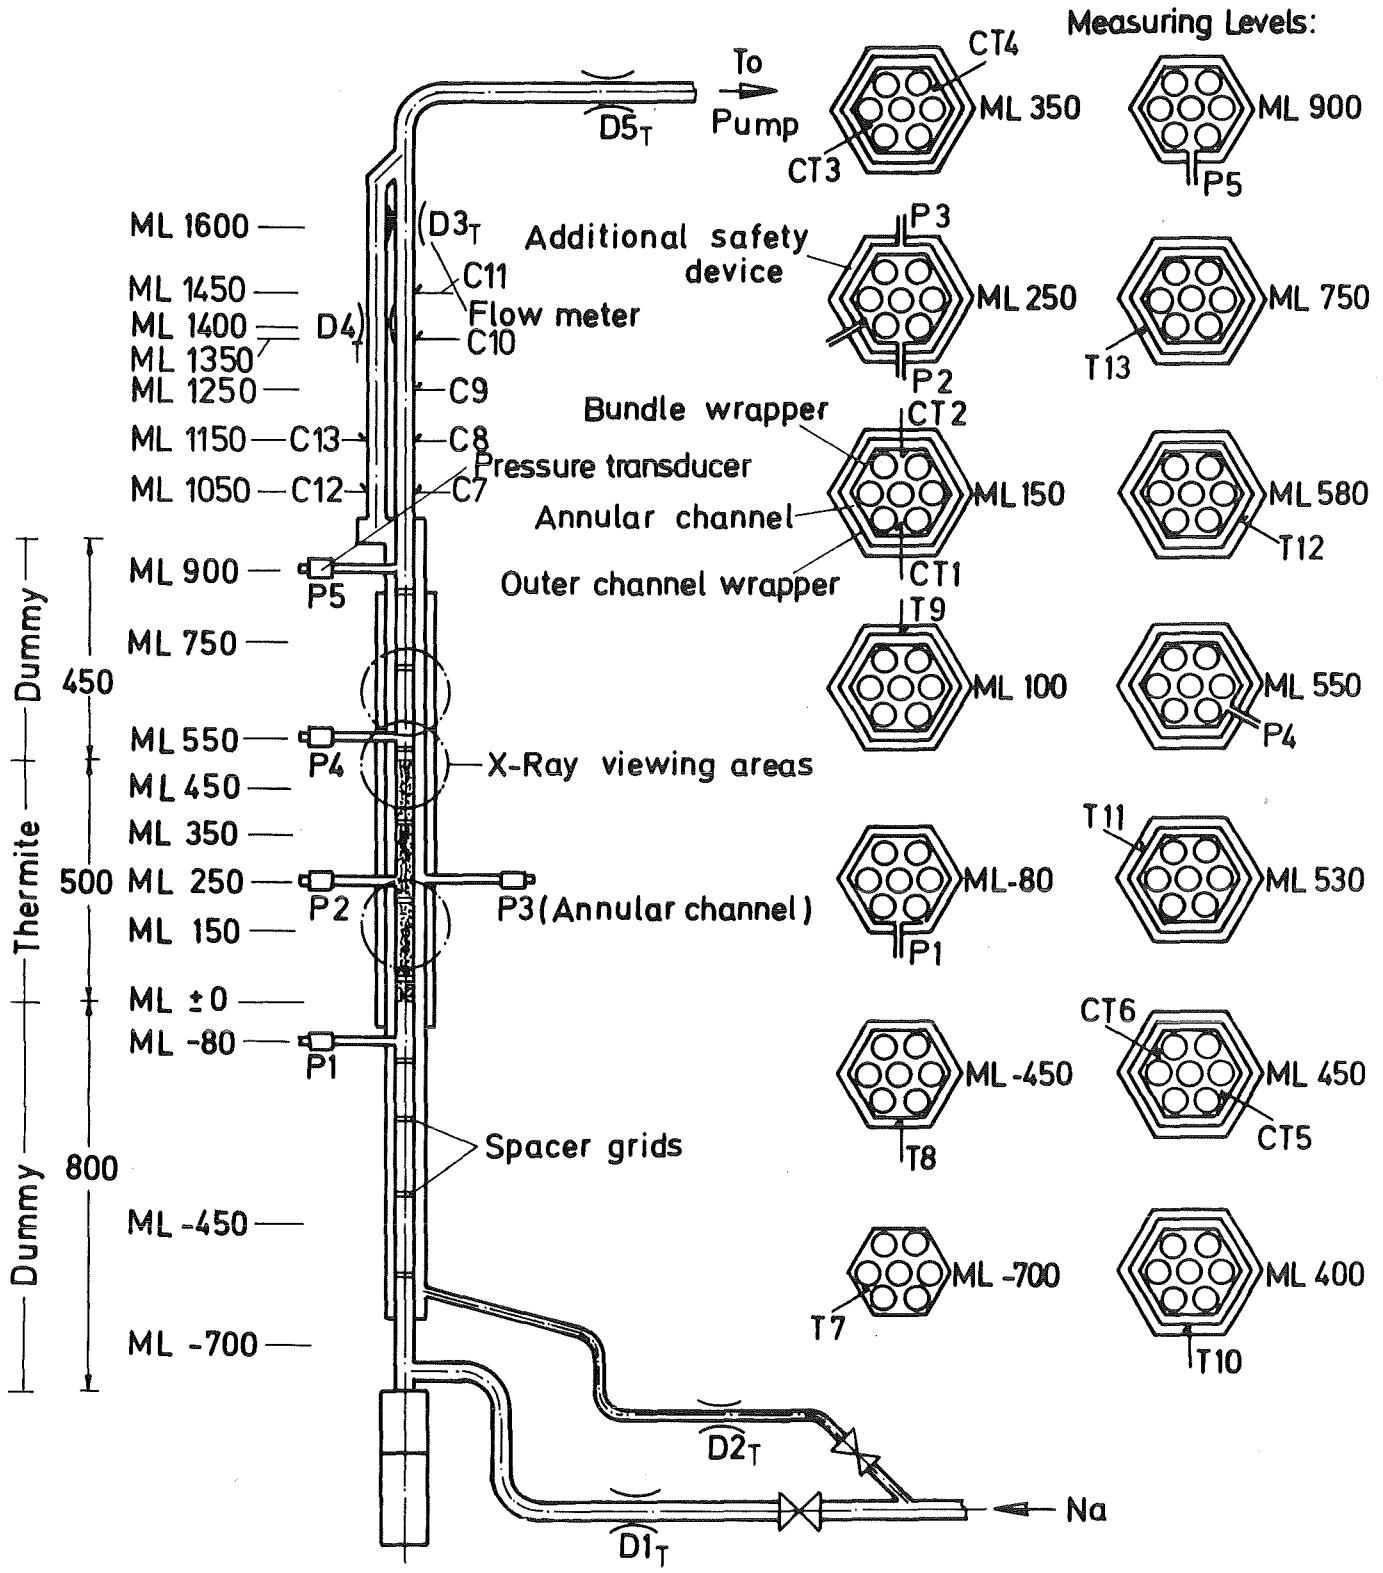 Measuring Levels:
To
Pump
D5T
CT4
ML 350
CT3
ML 900
P5
ML 1600
D3T
C11
ML 1450
Flow meter
ML 1400
D4T
C10
ML 1350
ML 1250
C9
ML 1150
C13
C8
Pressure transducer
ML 1050
C12
C7
Additional safety
device
P3
ML 250
P2
ML 750
T13
Bundle wrapper
CT2
ML 150
Annular channel
Outer channel wrapper
CT1
ML 580
T12
Dummy
450
ML 900
P5
ML 750
ML 550
P4
X-Ray viewing areas
T9
ML 100
ML 550
P4
Thermite
500
ML 450
ML 350
ML 250
P2
P3 (Annular channel)
ML 150
ML ±0
ML -80
P1
T11
ML 530
ML -80
P1
Dummy
800
Spacer grids
ML -450
ML -700
ML -450
T8
CT6
ML 450
CT5
ML -700
T7
ML 400
T10
D2T
D1T
Na